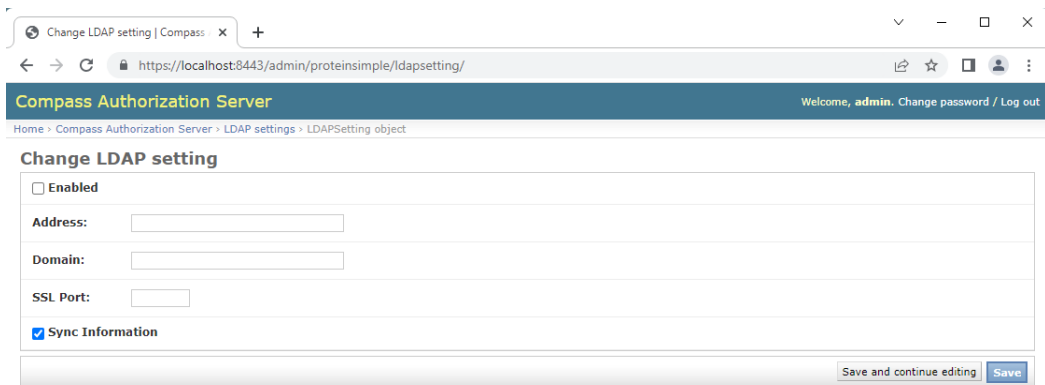 Change LDAP setting | Compass
https://localhost:8443/admin/proteinsimple/ldapsetting/
Compass Authorization Server
Welcome, admin. Change password / Log out
Home › Compass Authorization Server › LDAP settings › LDAPSetting object
Change LDAP setting
Enabled
Address:
Domain:
SSL Port:
Sync Information
Save and continue editing
Save